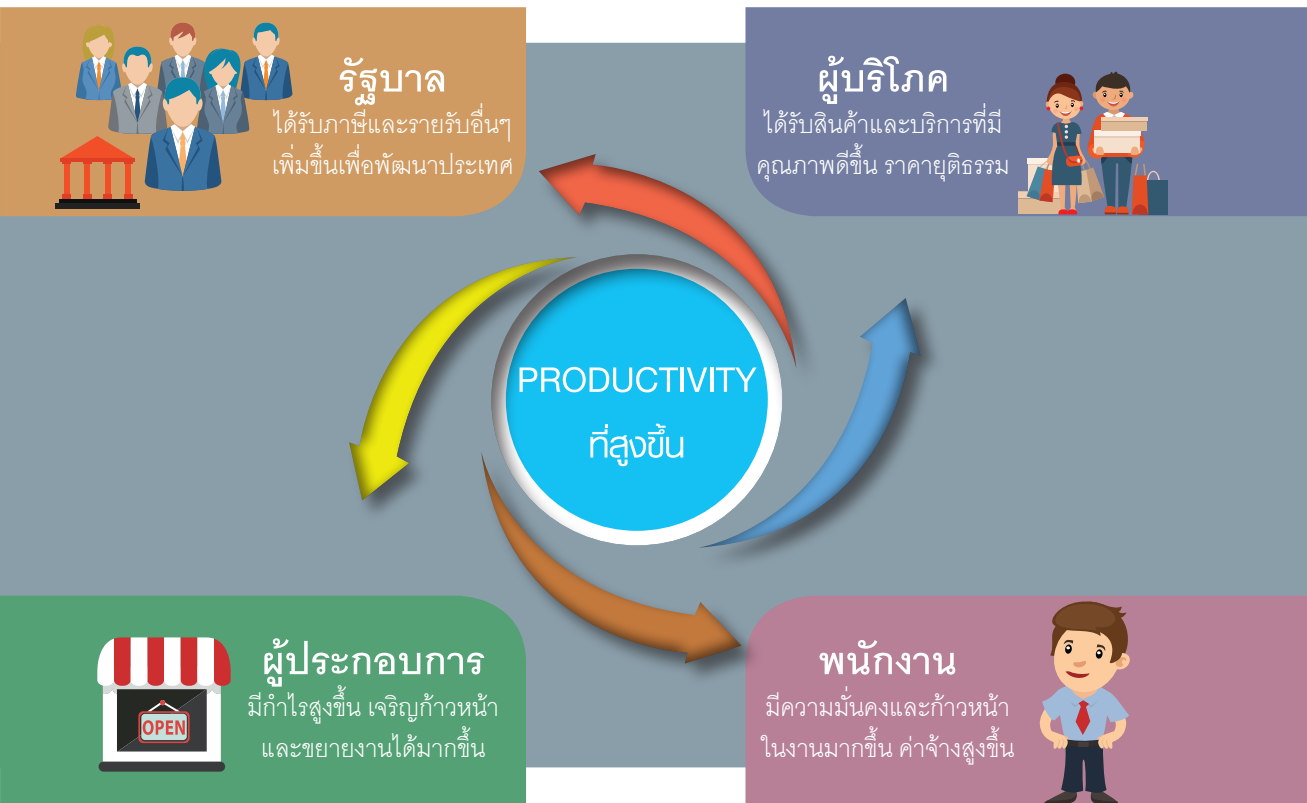 รัฐบาล
ได้รับภาษีและรายรับอื่นๆ
เพิ่มขึ้นเพื่อพัฒนาประเทศ
ผู้บริโภค
ได้รับสินค้าและบริการที่มี
คุณภาพดีขึ้น ราคายุติธรรม
PRODUCTIVITY
ที่สูงขึ้น
ผู้ประกอบการ
มีกำไรสูงขึ้น เจริญก้าวหน้า
และขยายงานได้มากขึ้น
OPEN
พนักงาน
มีความมั่นคงและก้าวหน้า
ในงานมากขึ้น ค่าจ้างสูงขึ้น